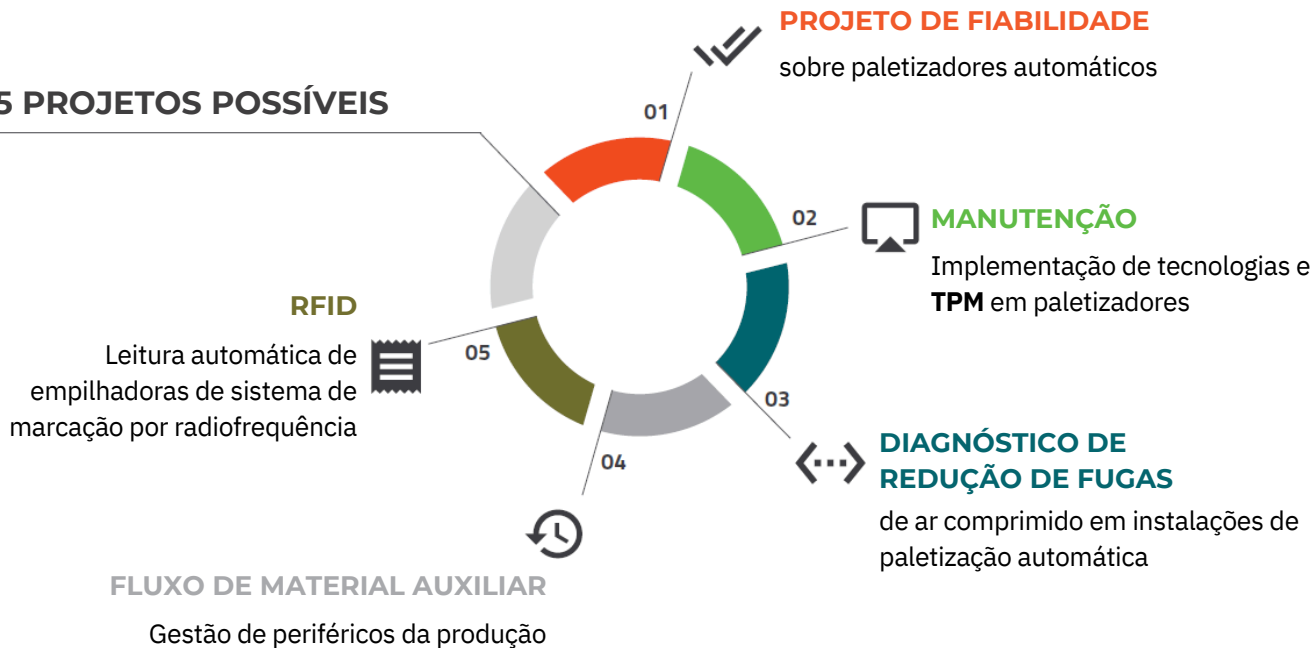 5 PROJETOS POSSÍVEIS
01
PROJETO DE FIABILIDADE
sobre paletizadores automáticos
02
MANUTENÇÃO
Implementação de tecnologias e
TPM em paletizadores
03
DIAGNÓSTICO DE
REDUÇÃO DE FUGAS
de ar comprimido em instalações de
paletização automática
04
FLUXO DE MATERIAL AUXILIAR
Gestão de periféricos da produção
05
RFID
Leitura automática de
empilhadoras de sistema de
marcação por radiofrequência